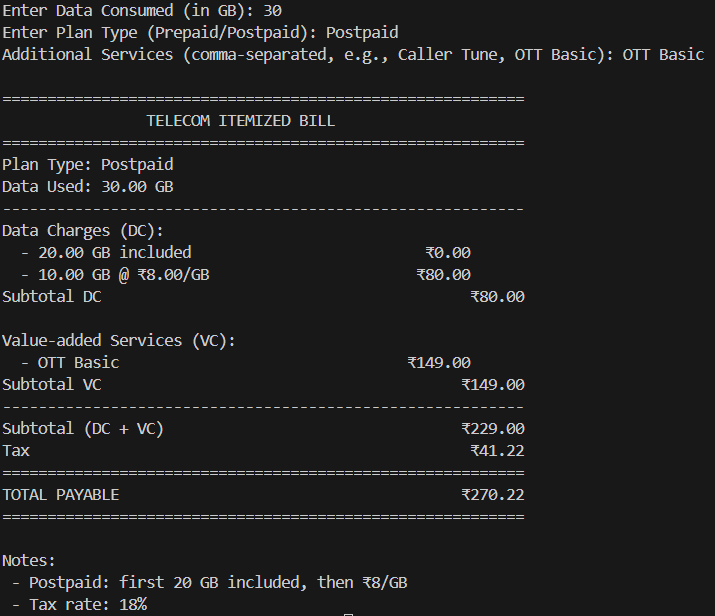 Enter Data Consumed (in GB): 30
Enter Plan Type (Prepaid/Postpaid): Postpaid
Additional Services (comma-separated, e.g., Caller Tune, OTT Basic): OTT Basic
==========================================================
TELECOM ITEMIZED BILL
==========================================================
Plan Type: Postpaid
Data Used: 30.00 GB
----------------------------------------------------------
Data Charges (DC):
- 20.00 GB included ₹0.00
- 10.00 GB @ ₹8.00/GB ₹80.00
Subtotal DC ₹80.00
Value-added Services (VC):
- OTT Basic ₹149.00
Subtotal VC ₹149.00
----------------------------------------------------------
Subtotal (DC + VC) ₹229.00
Tax ₹41.22
==========================================================
TOTAL PAYABLE ₹270.22
==========================================================
Notes:
- Postpaid: first 20 GB included, then ₹8/GB
- Tax rate: 18%